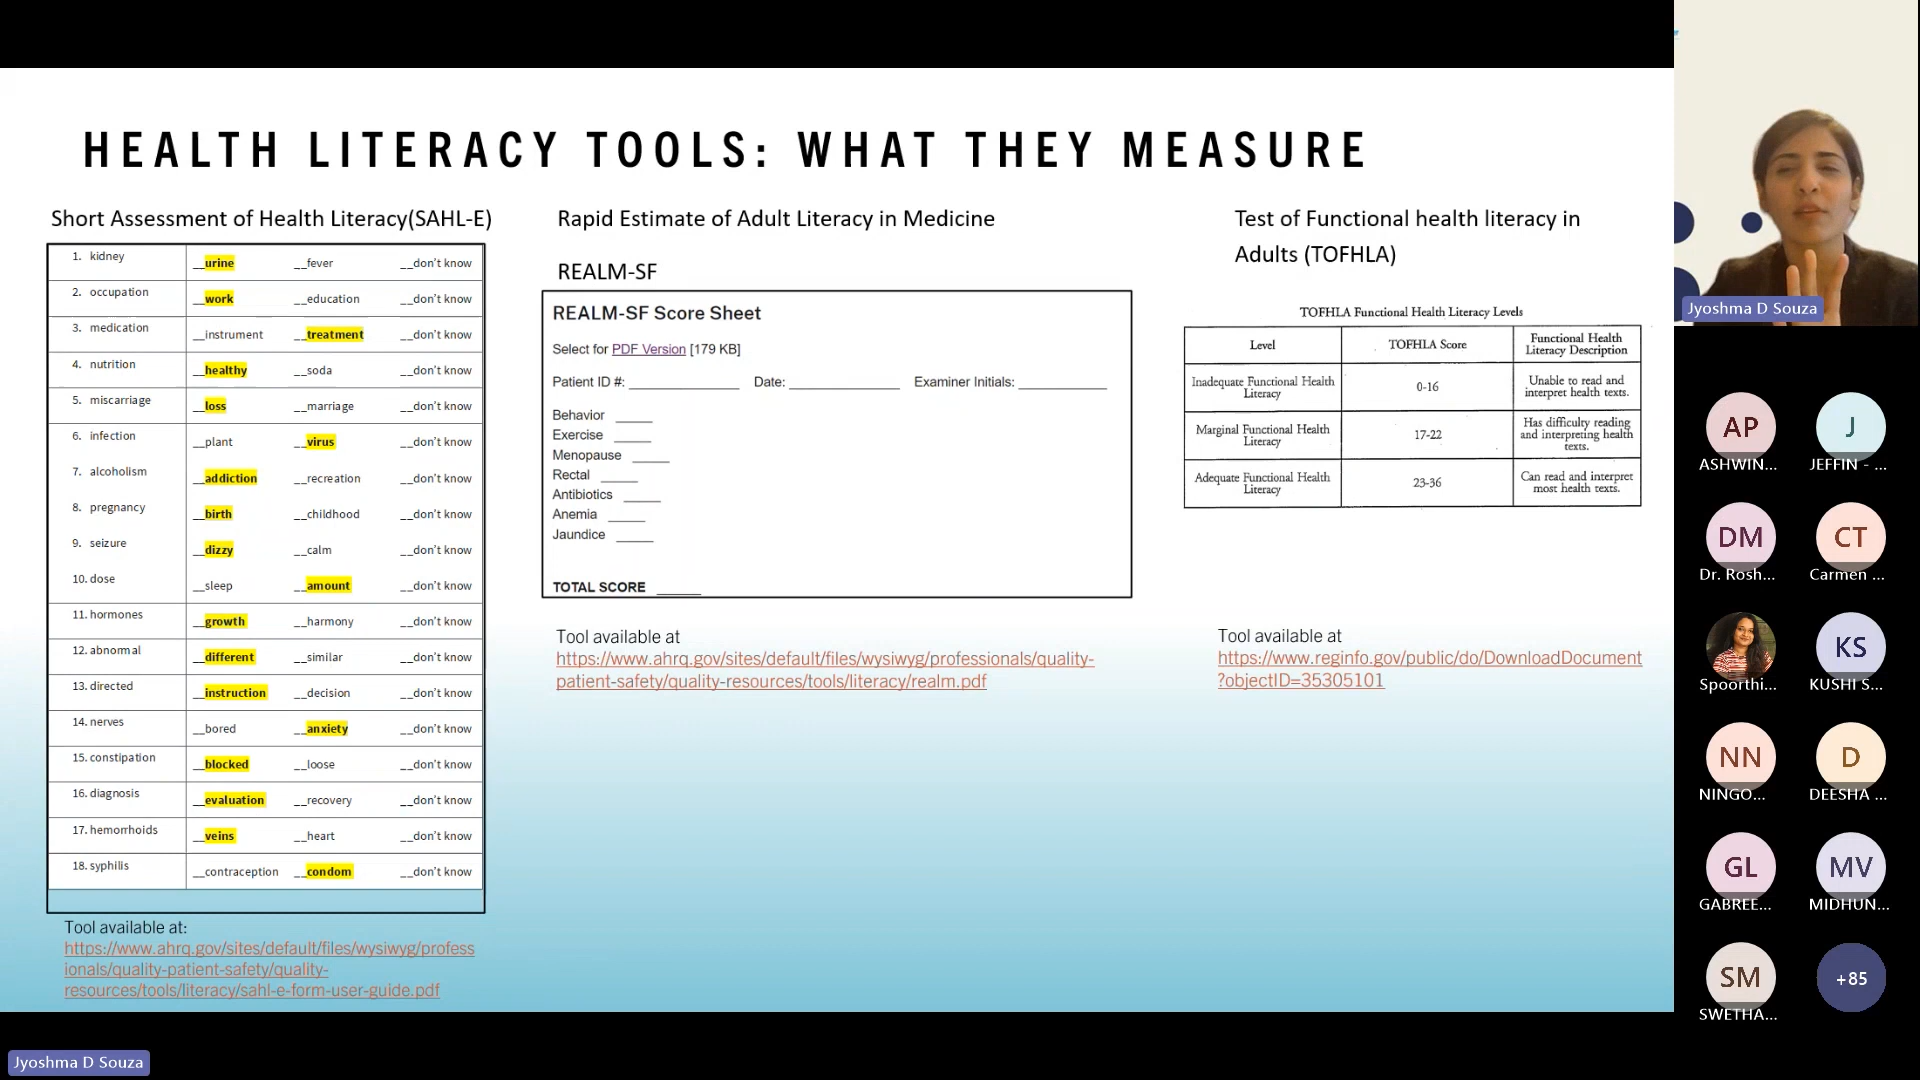 HEALTH LITERACY TOOLS: WHAT THEY MEASURE
Short Assessment of Health Literacy(SAHL-E)
1. kidney __urine __fever __don't know
2. occupation __work __education __don't know
3. medication __instrument __treatment __don't know
4. nutrition __healthy __soda __don't know
5. miscarriage __loss __marriage __don't know
6. infection __plant __virus __don't know
7. alcoholism __addiction __recreation __don't know
8. pregnancy __birth __childhood __don't know
9. seizure __dizzy __calm __don't know
10. dose __sleep __amount __don't know
11. hormones __growth __harmony __don't know
12. abnormal __different __similar __don't know
13. directed __instruction __decision __don't know
14. nerves __bored __anxiety __don't know
15. constipation __blocked __loose __don't know
16. diagnosis __evaluation __recovery __don't know
17. hemorrhoids __veins __heart __don't know
18. syphilis __contraception __condom __don't know
Tool available at:
https://www.ahrq.gov/sites/default/files/wysiwyg/profess
ionals/quality-patient-safety/quality-
resources/tools/literacy/sahl-e-form-user-guide.pdf
Rapid Estimate of Adult Literacy in Medicine
REALM-SF
REALM-SF Score Sheet
Select for PDF Version [179 KB]
Patient ID #: ______ Date: ______ Examiner Initials: ______
Behavior ____
Exercise ____
Menopause ____
Rectal ____
Antibiotics ____
Anemia ____
Jaundice ____
TOTAL SCORE ____
Tool available at
https://www.ahrq.gov/sites/default/files/wysiwyg/professionals/quality-
patient-safety/quality-resources/tools/literacy/realm.pdf
Test of Functional health literacy in
Adults (TOFHLA)
TOFHLA Functional Health Literacy Levels
Level TOFHLA Score Functional Health
Literacy Description
Inadequate Functional Health
Literacy
0-16
Unable to read and
interpret health texts.
Marginal Functional Health
Literacy
17-22
Has difficulty reading
and interpreting health
texts.
Adequate Functional Health
Literacy
23-36
Can read and interpret
most health texts.
Tool available at
https://www.reginfo.gov/public/do/DownloadDocument
?objectID=35305101
Jyoshma D Souza
AP J
ASHWIN... JEFFIN - ...
DM CT
Dr. Rosh... Carmen ...
KS
Spoorthi... KUSHI S...
NN D
NINGO... DEESHA ...
GL MV
GABREE... MIDHUN...
SM +85
SWETHA...
Jyoshma D Souza